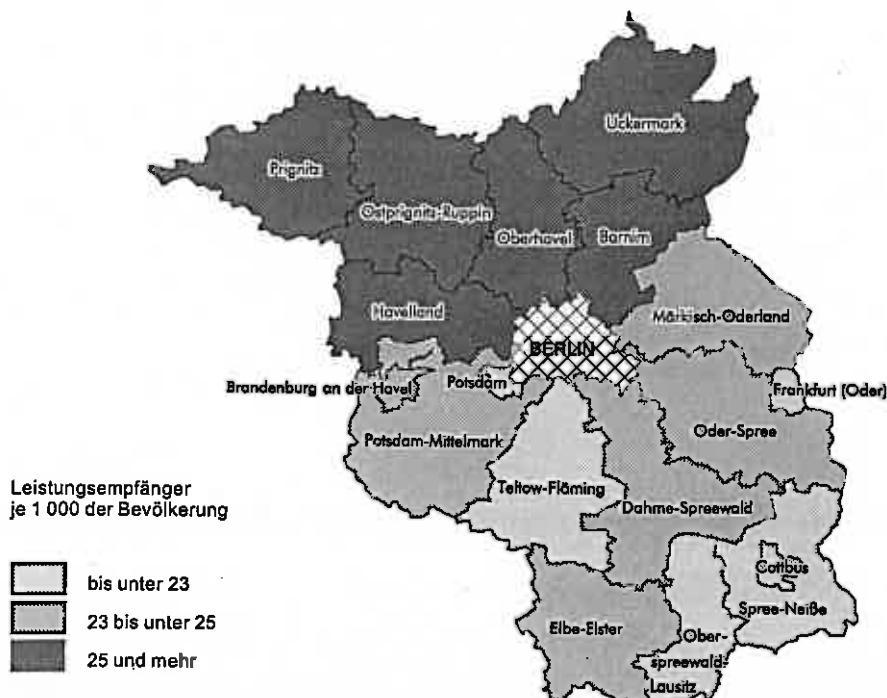 Uckermark
Prignitz
Ostprignitz-Ruppin
Oberhavel
Barnim
Havelland
Märkisch-Oderland
BERLIN
Brandenburg an der Havel
Potsdam
Frankfurt (Oder)
Potsdam-Mittelmark
Oder-Spree
Teltow-Fläming
Dahme-Spreewald
Cottbus
Spree-Neiße
Elbe-Elster
Ober-
spreewald-
Lausitz
Leistungsempfänger
je 1 000 der Bevölkerung
bis unter 23
23 bis unter 25
25 und mehr